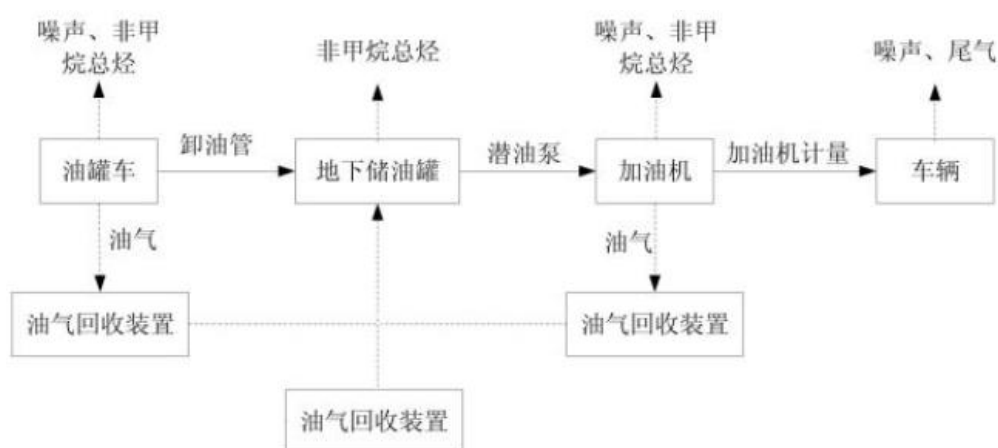 噪声、非甲
烷总烃
非甲烷总烃
噪声、非甲
烷总烃
噪声、尾气
油罐车
卸油管
地下储油罐
潜油泵
加油机
加油机计量
车辆
油气
油气
油气回收装置
油气回收装置
油气回收装置